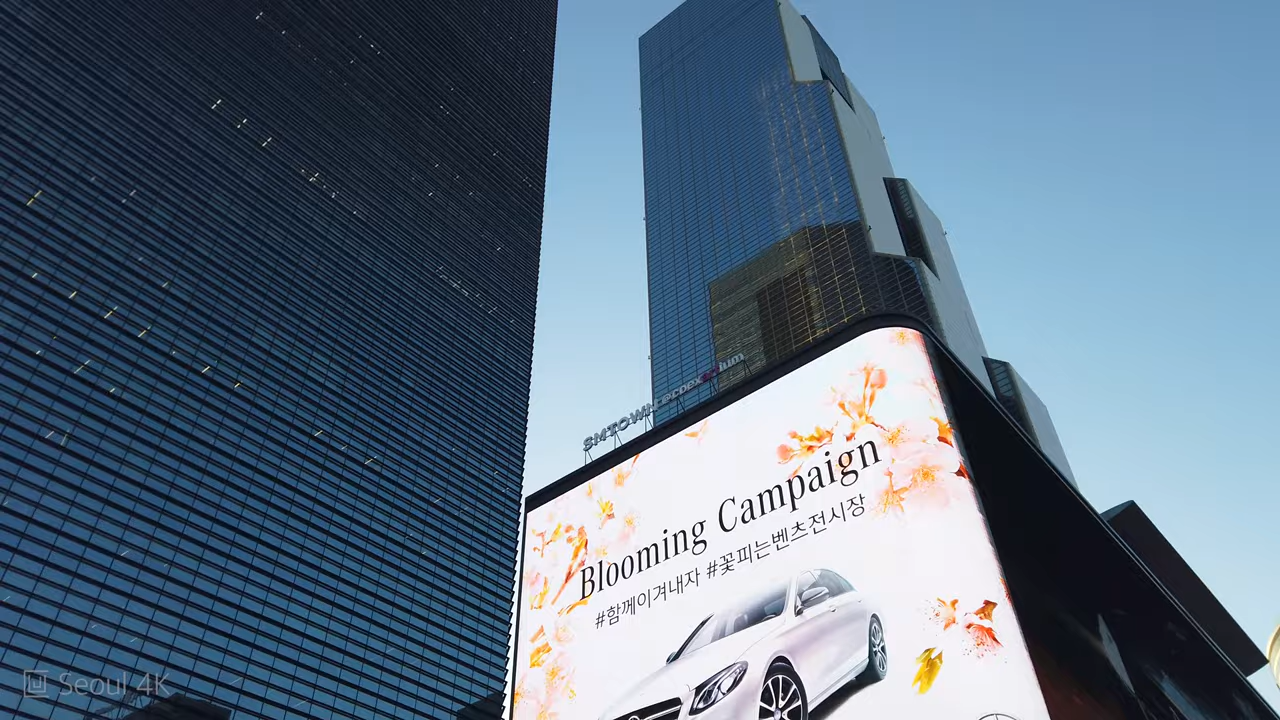 SMTOWN@coexartium
Blooming Campaign
#함께이겨내자 #꽃피는벤츠전시장
Seoul 4K